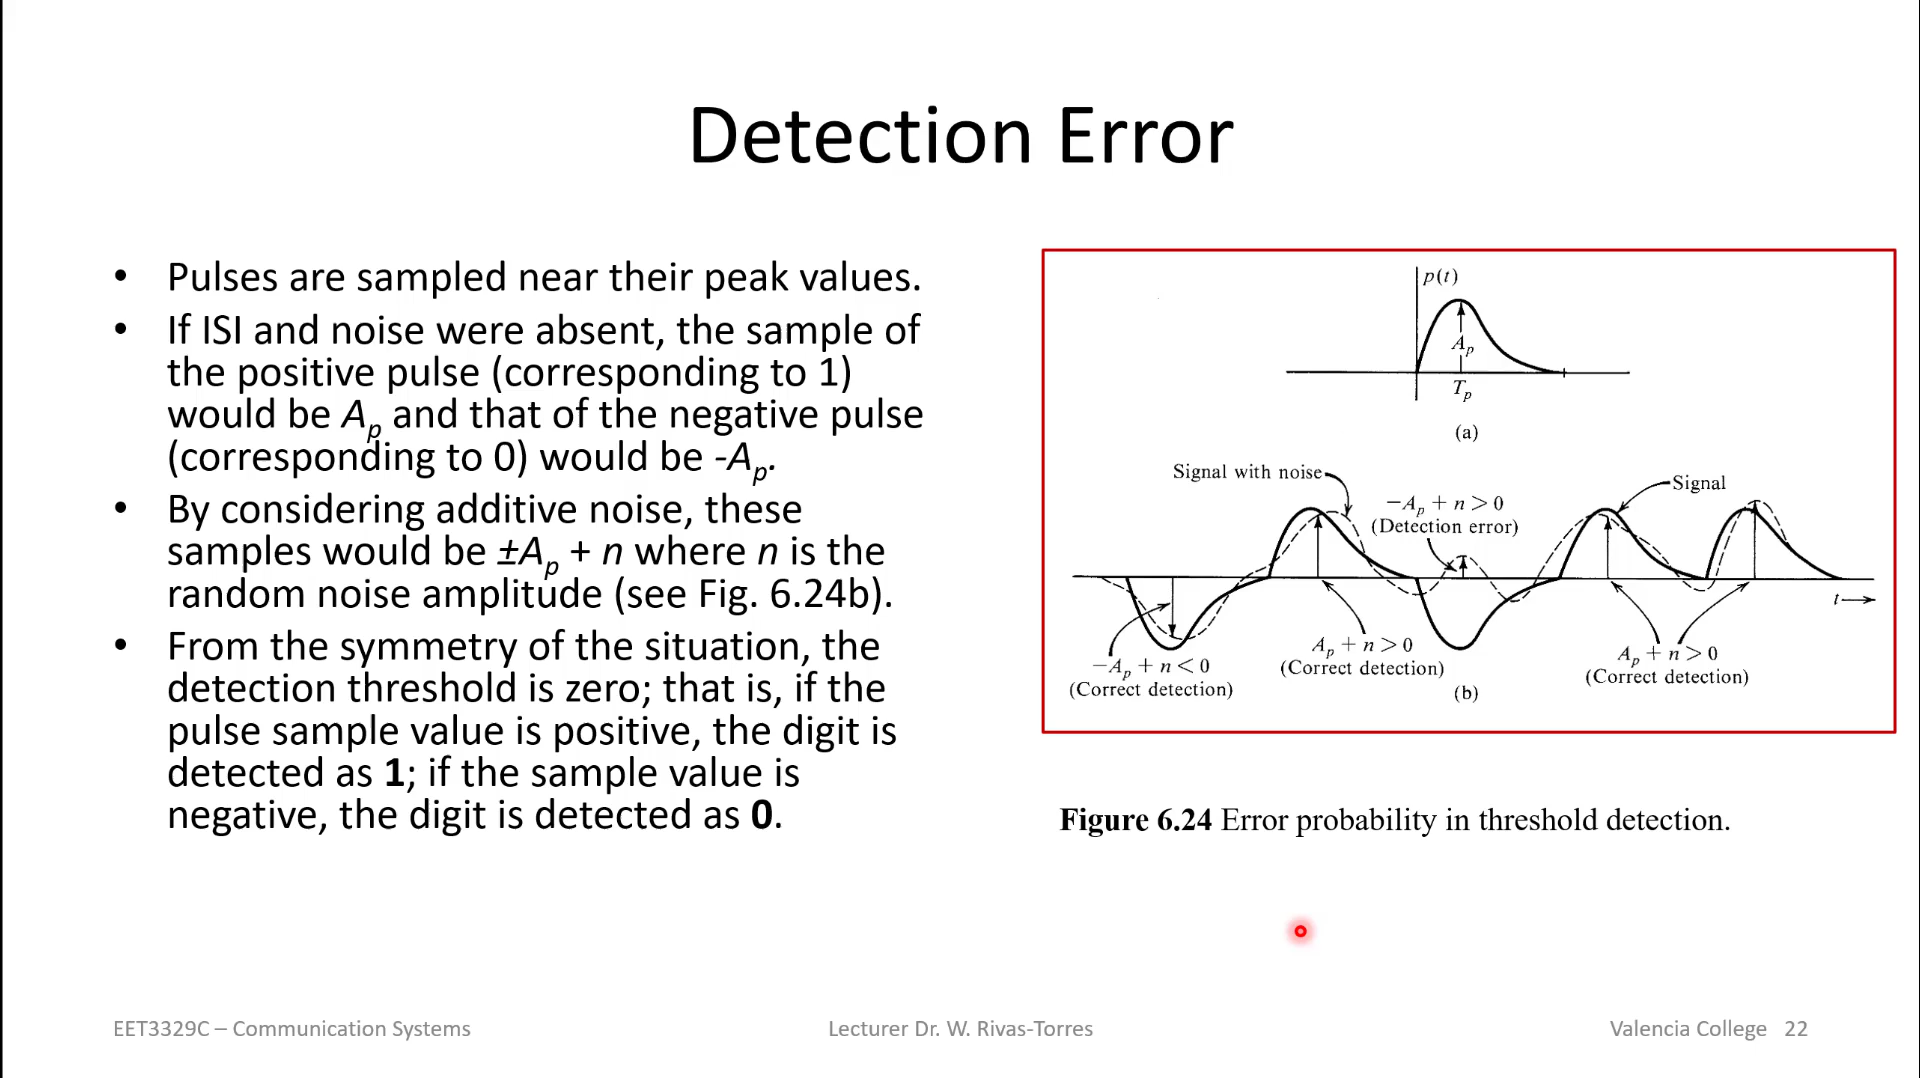 Detection Error
• Pulses are sampled near their peak values.
• If ISI and noise were absent, the sample of
the positive pulse (corresponding to 1)
would be Ap and that of the negative pulse
(corresponding to 0) would be -Ap.
• By considering additive noise, these
samples would be ±Ap + n where n is the
random noise amplitude (see Fig. 6.24b).
• From the symmetry of the situation, the
detection threshold is zero; that is, if the
pulse sample value is positive, the digit is
detected as 1; if the sample value is
negative, the digit is detected as 0.
p(t)
Ap
Tp
(a)
Signal with noise
−Ap + n > 0
(Detection error)
Signal
t
−Ap + n < 0
(Correct detection)
Ap + n > 0
(Correct detection)
Ap + n > 0
(Correct detection)
(b)
Figure 6.24 Error probability in threshold detection.
EET3329C – Communication Systems
Lecturer Dr. W. Rivas-Torres
Valencia College 22